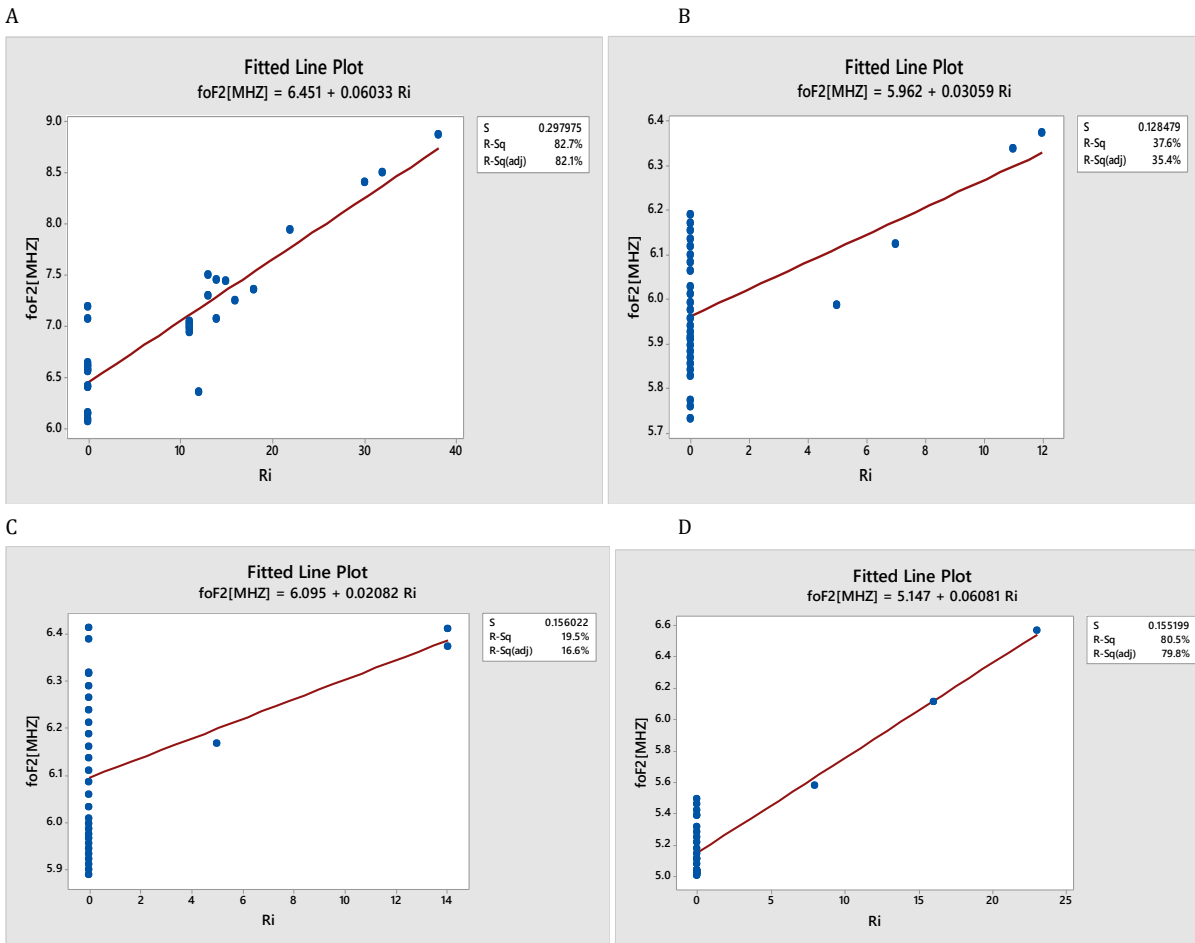 A
Fitted Line Plot
foF2[MHZ] = 6.451 + 0.06033 Ri
S 0.297975
R-Sq 82.7%
R-Sq(adj) 82.1%
9.0
8.5
8.0
7.5
7.0
6.5
6.0
foF2[MHZ]
0 10 20 30 40
Ri
B
Fitted Line Plot
foF2[MHZ] = 5.962 + 0.03059 Ri
S 0.128479
R-Sq 37.6%
R-Sq(adj) 35.4%
6.4
6.3
6.2
6.1
6.0
5.9
5.8
5.7
foF2[MHZ]
0 2 4 6 8 10 12
Ri
C
Fitted Line Plot
foF2[MHZ] = 6.095 + 0.02082 Ri
S 0.156022
R-Sq 19.5%
R-Sq(adj) 16.6%
6.4
6.3
6.2
6.1
6.0
5.9
foF2[MHZ]
0 2 4 6 8 10 12 14
Ri
D
Fitted Line Plot
foF2[MHZ] = 5.147 + 0.06081 Ri
S 0.155199
R-Sq 80.5%
R-Sq(adj) 79.8%
6.6
6.4
6.2
6.0
5.8
5.6
5.4
5.2
5.0
foF2[MHZ]
0 5 10 15 20 25
Ri